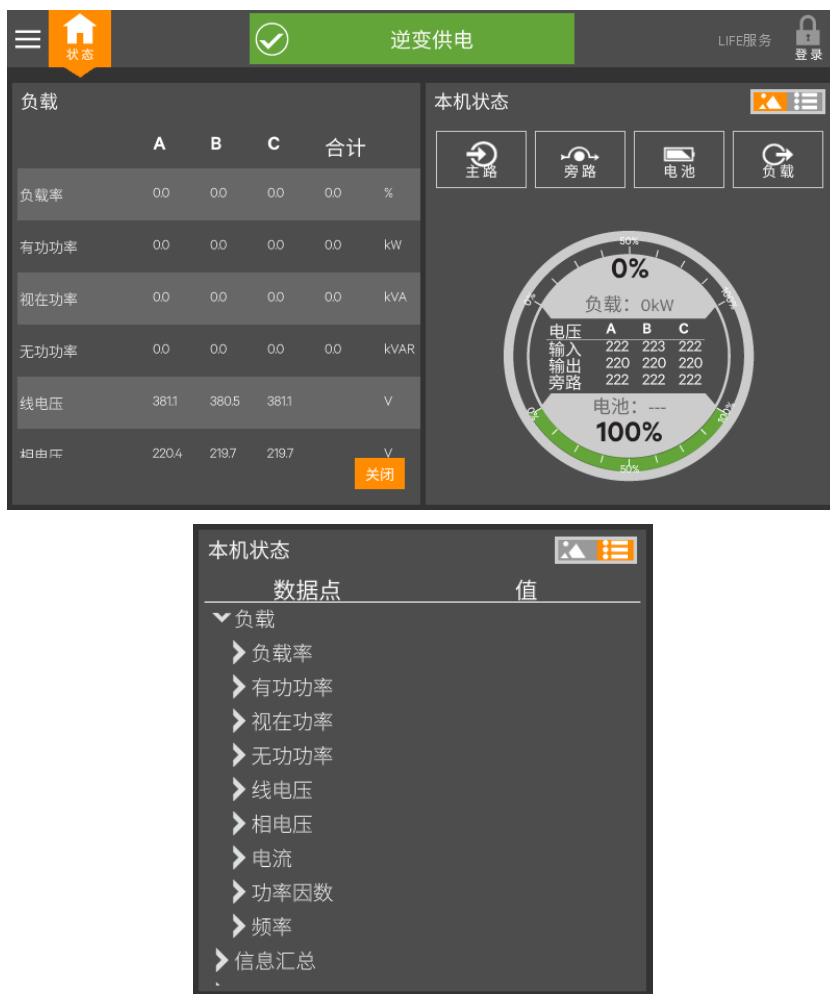 状态
逆变供电
LIFE服务
登录
负载
A B C 合计
负载率 0.0 0.0 0.0 0.0 %
有功功率 0.0 0.0 0.0 0.0 kW
视在功率 0.0 0.0 0.0 0.0 kVA
无功功率 0.0 0.0 0.0 0.0 kVAR
线电压 381.1 380.5 381.1 V
相电压 220.4 219.7 219.7 V
关闭
本机状态
主路 旁路 电池 负载
50%
0% 100%
0%
负载: 0kW
电压 A B C
输入 222 223 222
输出 220 220 220
旁路 222 222 222
电池: ---
100%
0% 100%
50%
本机状态
数据点 值
负载
负载率
有功功率
视在功率
无功功率
线电压
相电压
电流
功率因数
频率
信息汇总